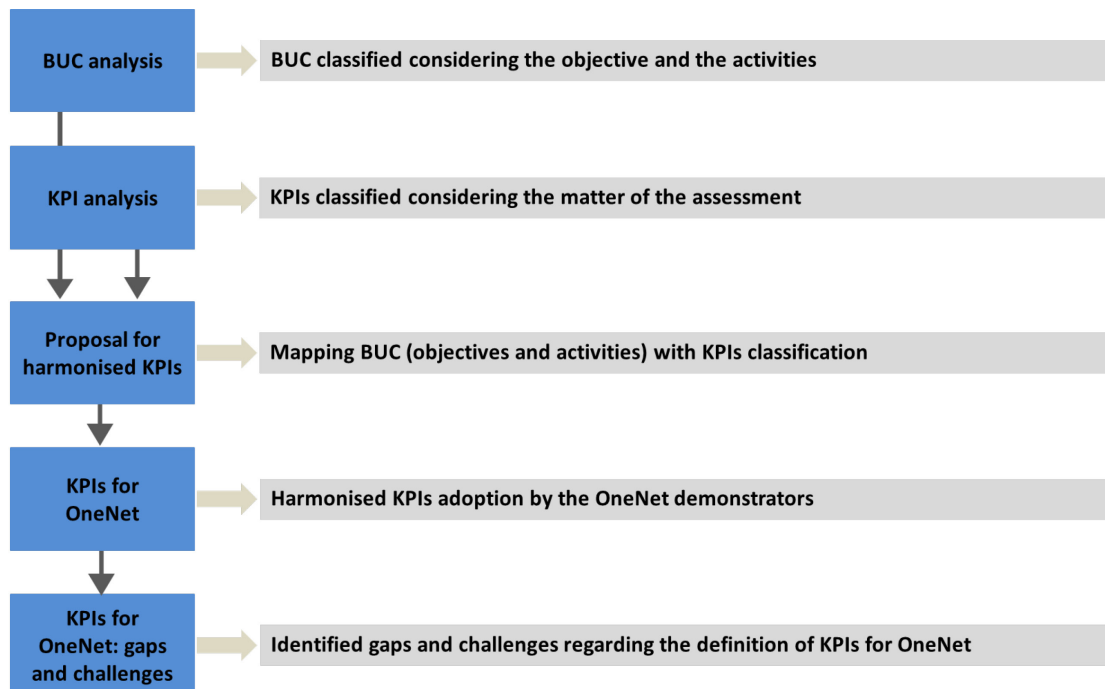 BUC analysis
BUC classified considering the objective and the activities
KPI analysis
KPIs classified considering the matter of the assessment
Proposal for
harmonised KPIs
Mapping BUC (objectives and activities) with KPIs classification
KPIs for
OneNet
Harmonised KPIs adoption by the OneNet demonstrators
KPIs for
OneNet: gaps
and challenges
Identified gaps and challenges regarding the definition of KPIs for OneNet